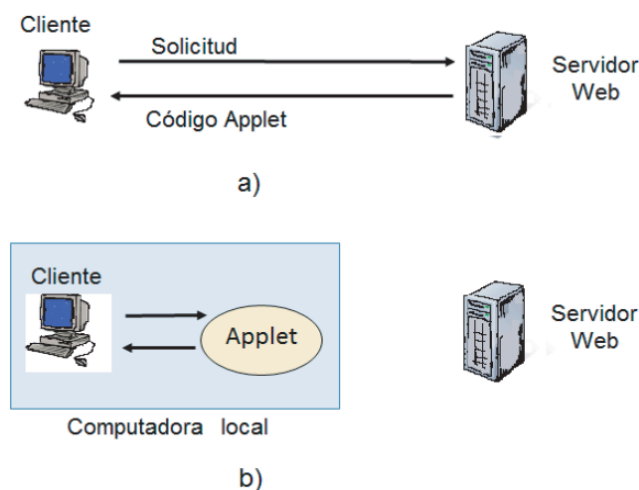 Cliente
Solicitud
Servidor
Web
Código Applet
a)
Cliente
Applet
Servidor
Web
Computadora local
b)